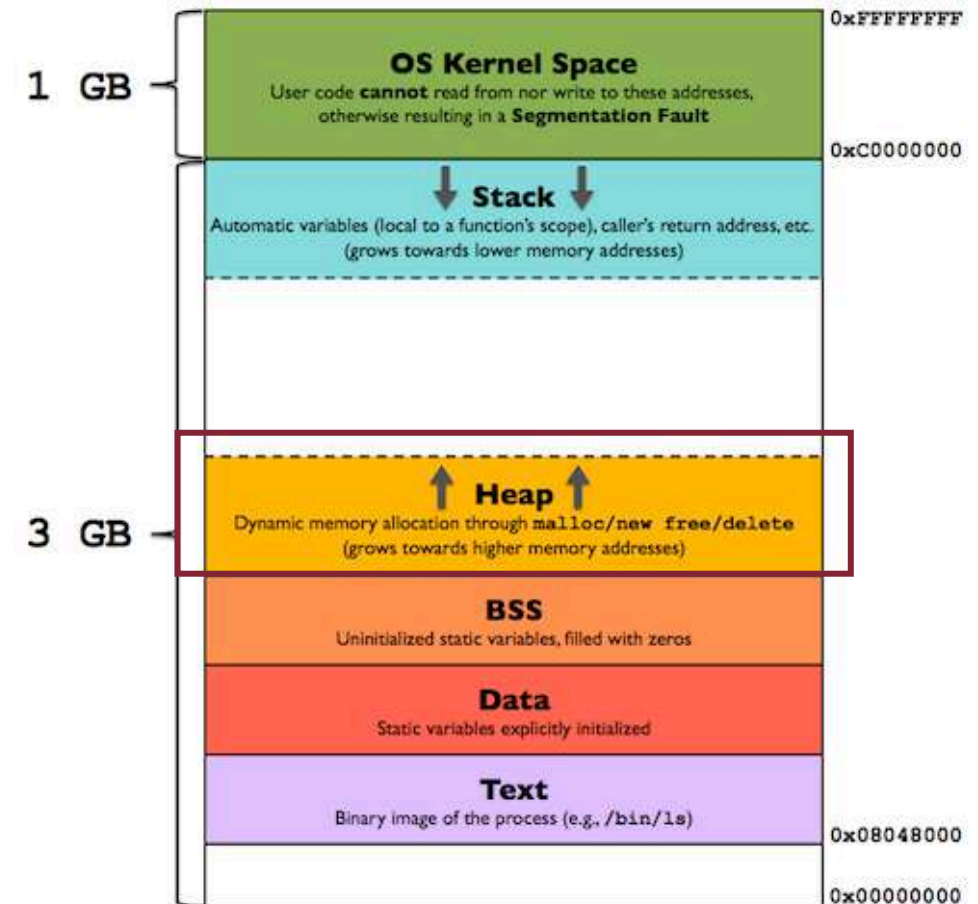 0xFFFFFFFF
1 GB
OS Kernel Space
User code cannot read from nor write to these addresses,
otherwise resulting in a Segmentation Fault
0xC0000000
Stack
Automatic variables (local to a function's scope), caller's return address, etc.
(grows towards lower memory addresses)
3 GB
Heap
Dynamic memory allocation through malloc/new free/delete
(grows towards higher memory addresses)
BSS
Uninitialized static variables, filled with zeros
Data
Static variables explicitly initialized
Text
Binary image of the process (e.g., /bin/ls)
0x08048000
0x00000000